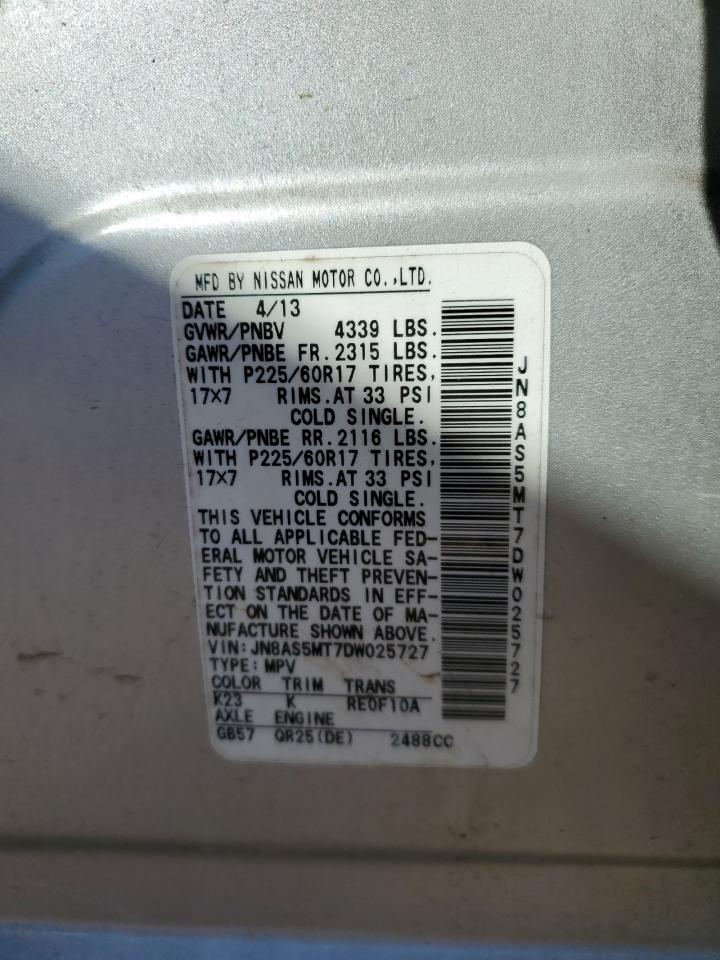 MFD BY NISSAN MOTOR CO.,LTD.
DATE 4/13
GVWR/PNBV 4339 LBS.
GAWR/PNBE FR.2315 LBS.
WITH P225/60R17 TIRES,
17×7 RIMS.AT 33 PSI
COLD SINGLE.
GAWR/PNBE RR.2116 LBS.
WITH P225/60R17 TIRES,
17×7 RIMS.AT 33 PSI
COLD SINGLE.
THIS VEHICLE CONFORMS
TO ALL APPLICABLE FED-
ERAL MOTOR VEHICLE SA-
FETY AND THEFT PREVEN-
TION STANDARDS IN EFF-
ECT ON THE DATE OF MA-
NUFACTURE SHOWN ABOVE.
VIN:JN8AS5MT7DW025727
TYPE:MPV
COLOR TRIM TRANS
K23 K RE0F10A
AXLE ENGINE
GB57 QR25(DE) 2488CC
JN8AS5MT7DW025727